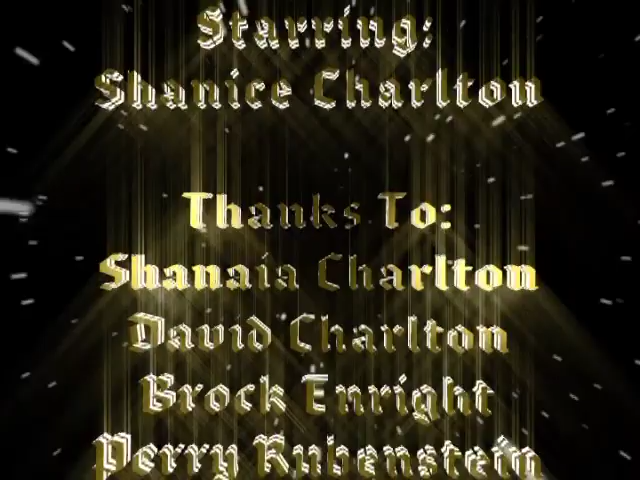 Starring:
Shanice Charlton
Thanks To:
Shanaia Charlton
David Charlton
Brock Enright
Perry Rubenstein